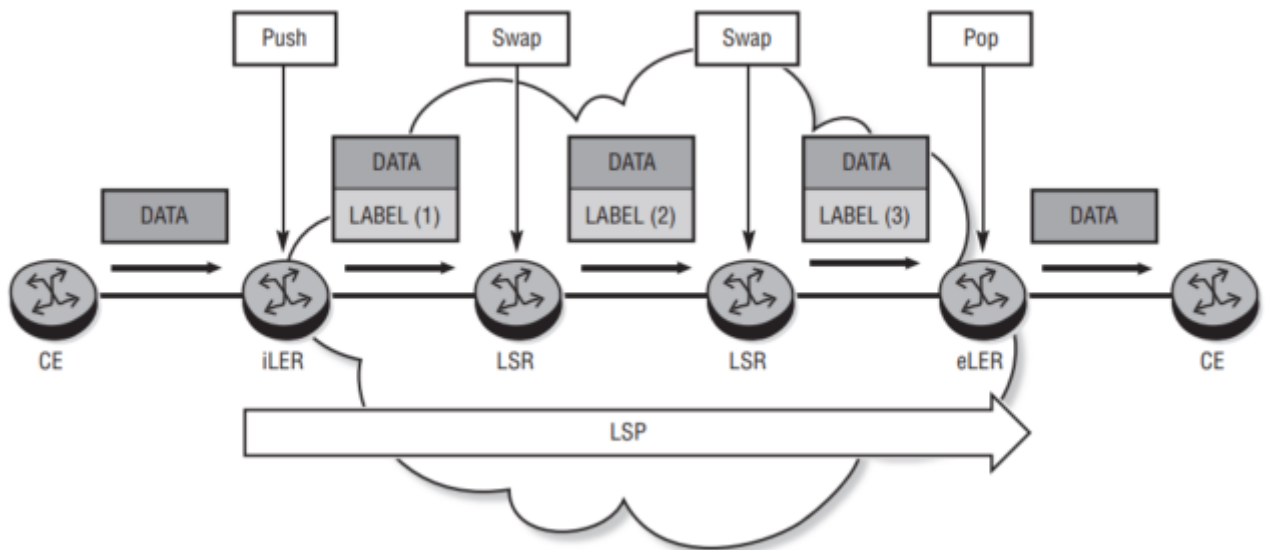 Push
Swap
Swap
Pop
DATA
DATA
LABEL (1)
DATA
LABEL (2)
DATA
LABEL (3)
DATA
CE
iLER
LSR
LSR
eLER
CE
LSP